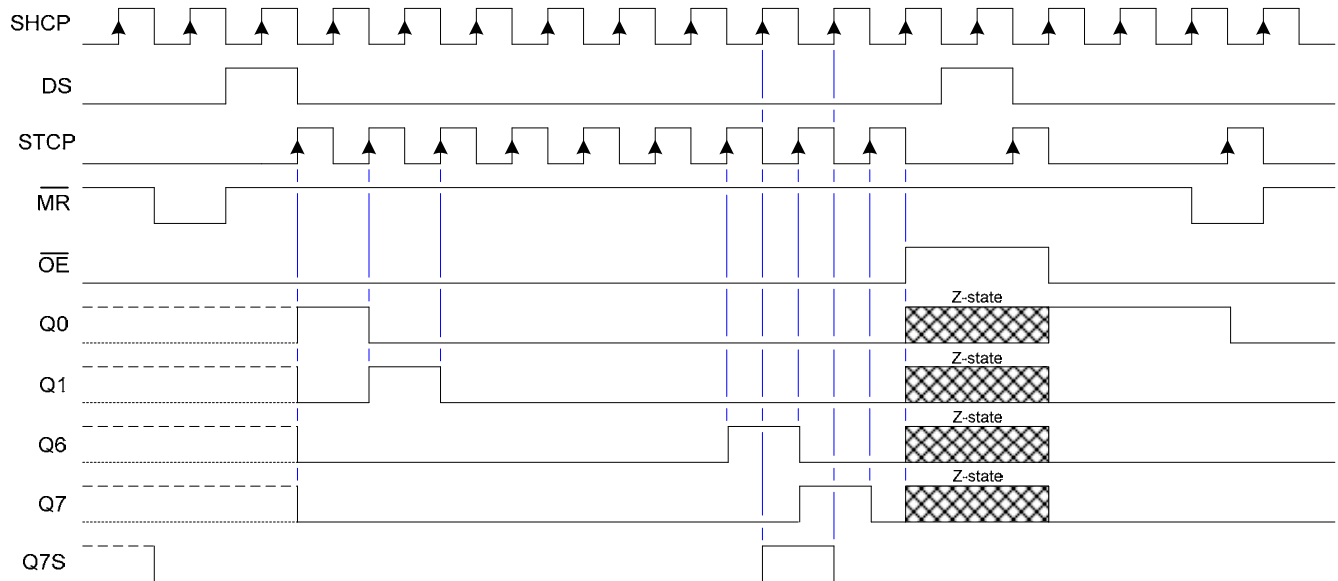 SHCP
DS
STCP
MR
OE
Q0
Z-state
Q1
Z-state
Q6
Z-state
Q7
Z-state
Q7S